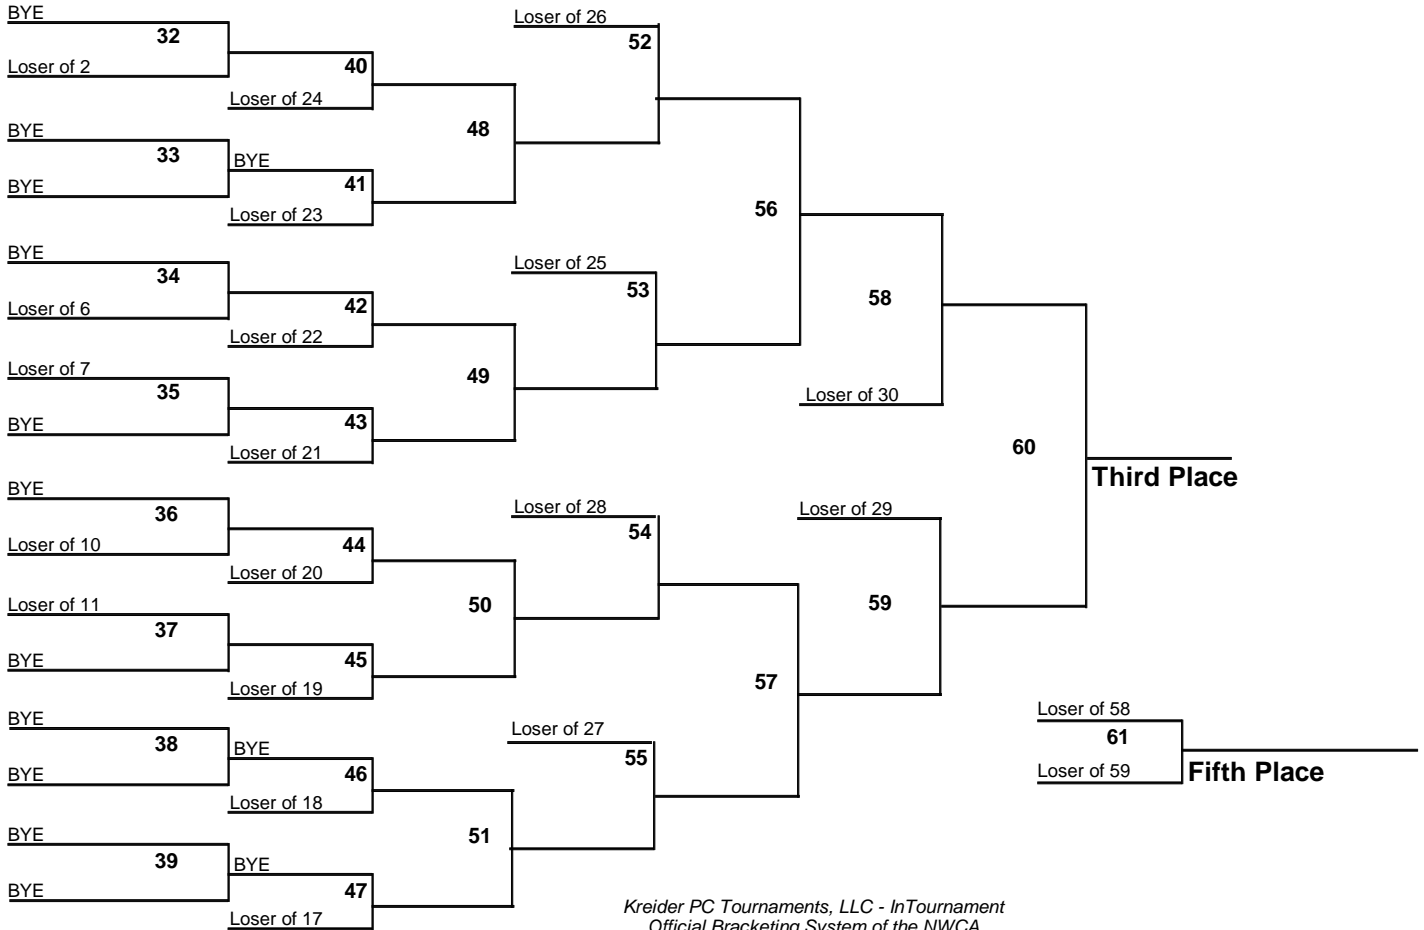 BYE
32
Loser of 2
40
Loser of 24
BYE
33
BYE
BYE
41
Loser of 23
48
Loser of 26
52
BYE
34
Loser of 6
42
Loser of 22
Loser of 7
35
BYE
43
Loser of 21
49
Loser of 25
53
56
58
Loser of 30
BYE
36
Loser of 10
44
Loser of 20
Loser of 11
37
BYE
45
Loser of 19
50
Loser of 28
54
BYE
38
BYE
BYE
46
Loser of 18
BYE
39
BYE
BYE
47
Loser of 17
51
Loser of 27
55
57
Loser of 29
59
60
Third Place
Loser of 58
61
Loser of 59
Fifth Place
Kreider PC Tournaments, LLC - InTournament
Official Bracketing System of the NWCA